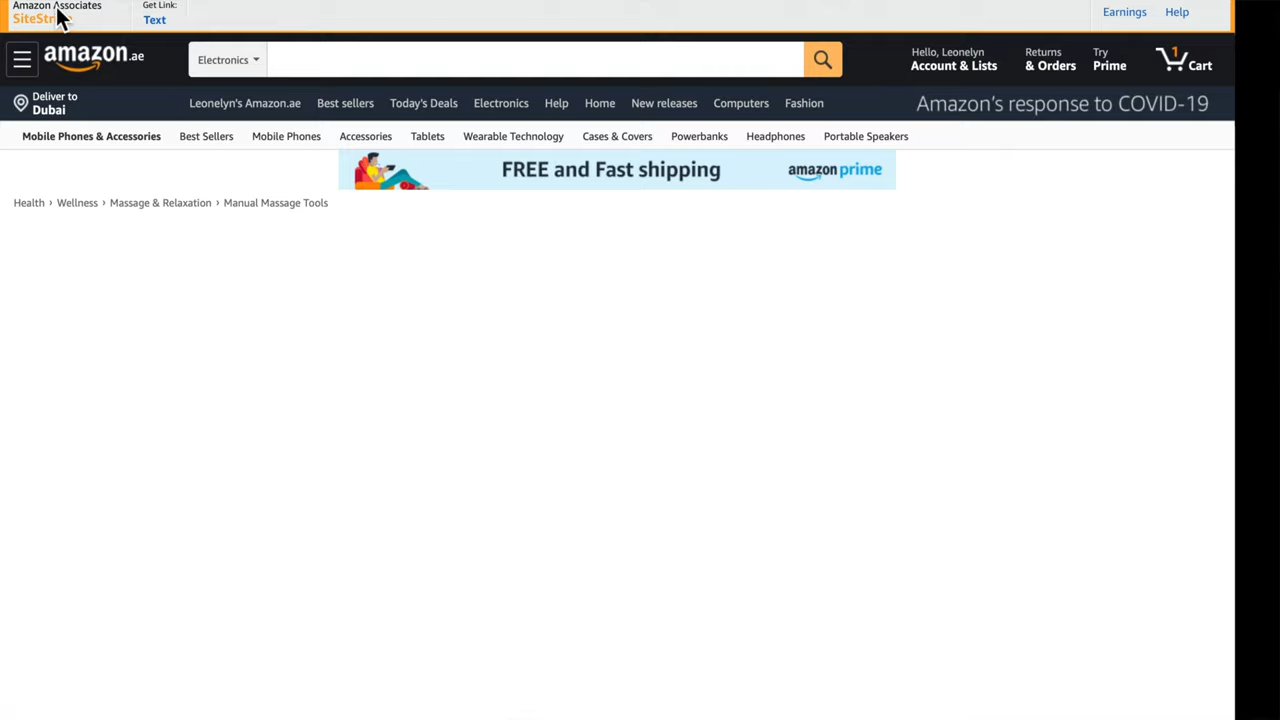 Amazon Associates
Get Link:
Text
Earnings
Help
amazon.ae
Electronics
Hello, Leonelyn
Account & Lists
Returns
& Orders
Try
Prime
1
Cart
Deliver to
Dubai
Leonelyn's Amazon.ae
Best sellers
Today's Deals
Electronics
Help
Home
New releases
Computers
Fashion
Amazon's response to COVID-19
Mobile Phones & Accessories
Best Sellers
Mobile Phones
Accessories
Tablets
Wearable Technology
Cases & Covers
Powerbanks
Headphones
Portable Speakers
FREE and Fast shipping
amazon prime
Health › Wellness › Massage & Relaxation › Manual Massage Tools